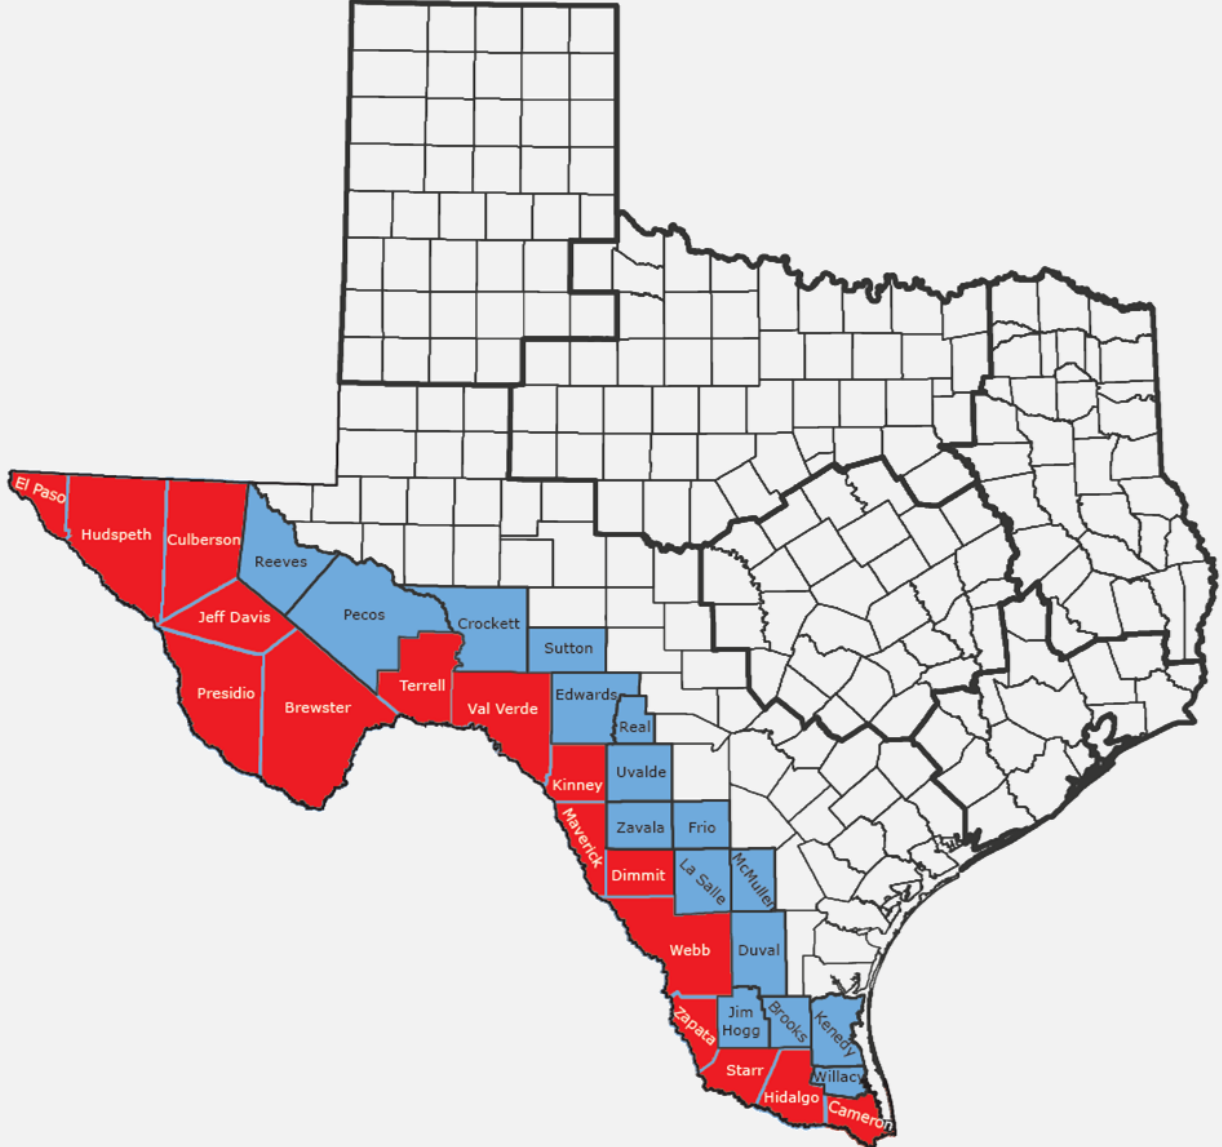 El Paso
Hudspeth
Culberson
Reeves
Jeff Davis
Pecos
Crockett
Sutton
Presidio
Brewster
Terrell
Val Verde
Edwards
Real
Kinney
Uvalde
Maverick
Zavala
Frio
Dimmit
La Salle
McMullen
Webb
Duval
Zapata
Jim
Hogg
Brooks
Kenedy
Starr
Willacy
Hidalgo
Cameron